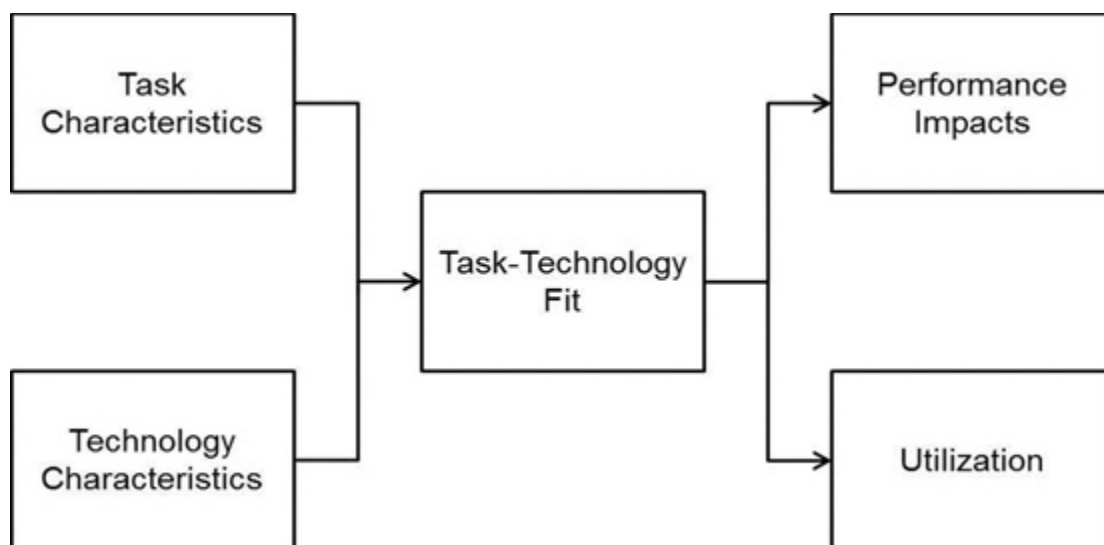 Task
Characteristics
Performance
Impacts
Task-Technology
Fit
Technology
Characteristics
Utilization